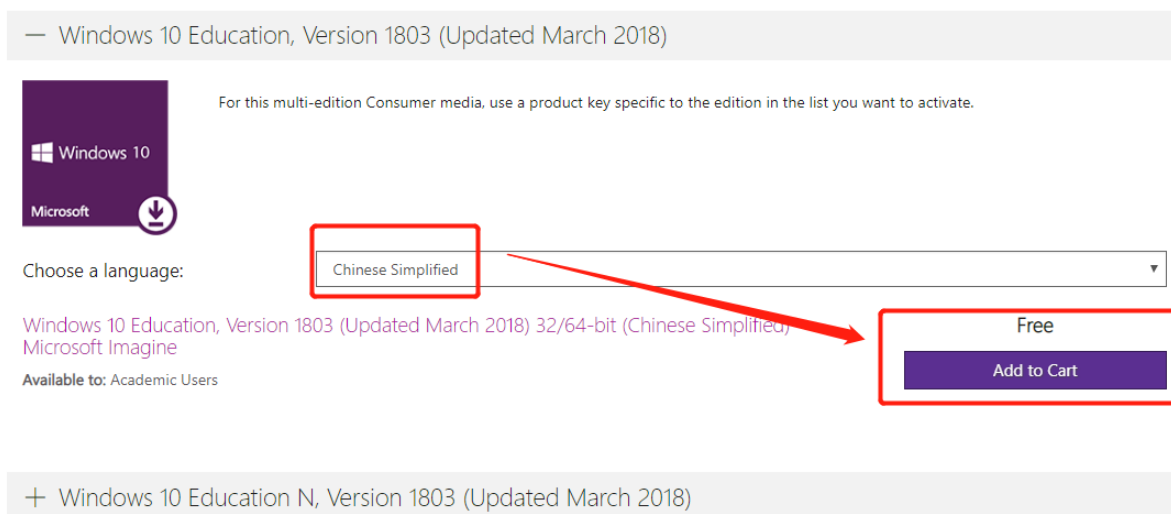 — Windows 10 Education, Version 1803 (Updated March 2018)
For this multi-edition Consumer media, use a product key specific to the edition in the list you want to activate.
Windows 10
Microsoft
Choose a language:
Chinese Simplified
Windows 10 Education, Version 1803 (Updated March 2018) 32/64-bit (Chinese Simplified)
Microsoft Imagine
Free
Available to: Academic Users
Add to Cart
+ Windows 10 Education N, Version 1803 (Updated March 2018)